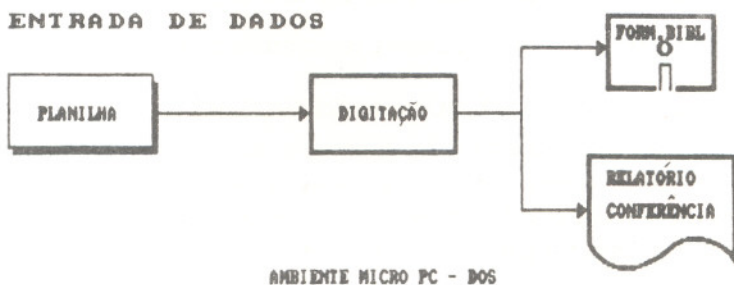 ENTRADA DE DADOS
FORM.BIBL
PLANILHA
DIGITAÇÃO
RELATÓRIO
CONFERÊNCIA
AMBIENTE MICRO PC - DOS